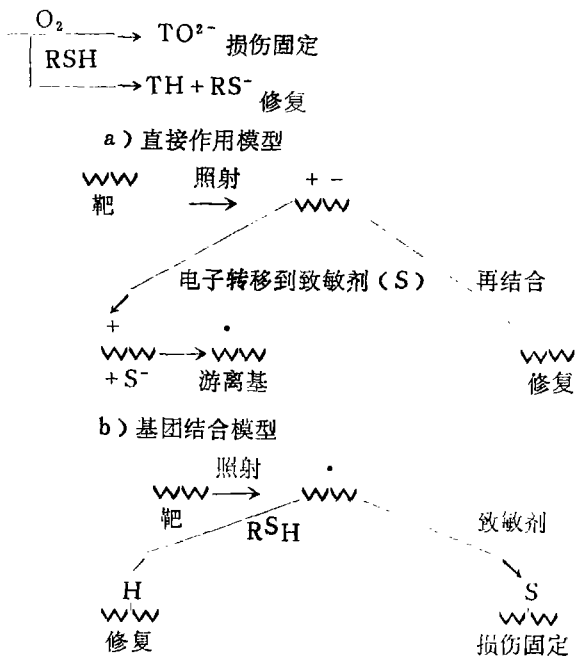 O₂
TO²⁻ 损伤固定
RSH
TH + RS⁻ 修复
a）直接作用模型
照射 + −
靶
电子转移到致敏剂（S） 再结合
+ ·
+ S⁻ 游离基 修复
b）基团结合模型
照射 ·
靶 RSH 致敏剂
H S
修复 损伤固定